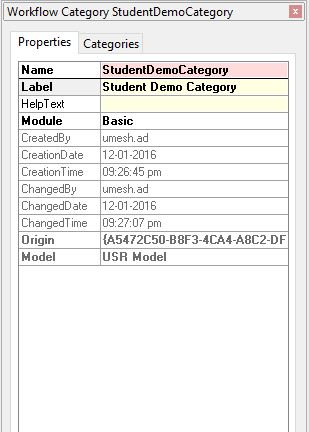 Workflow Category StudentDemoCategory x
Properties Categories
Name StudentDemoCategory
Label Student Demo Category
HelpText
Module Basic
CreatedBy umesh.ad
CreationDate 12-01-2016
CreationTime 09:26:45 pm
ChangedBy umesh.ad
ChangedDate 12-01-2016
ChangedTime 09:27:07 pm
Origin {A5472C50-B8F3-4CA4-A8C2-DF
Model USR Model